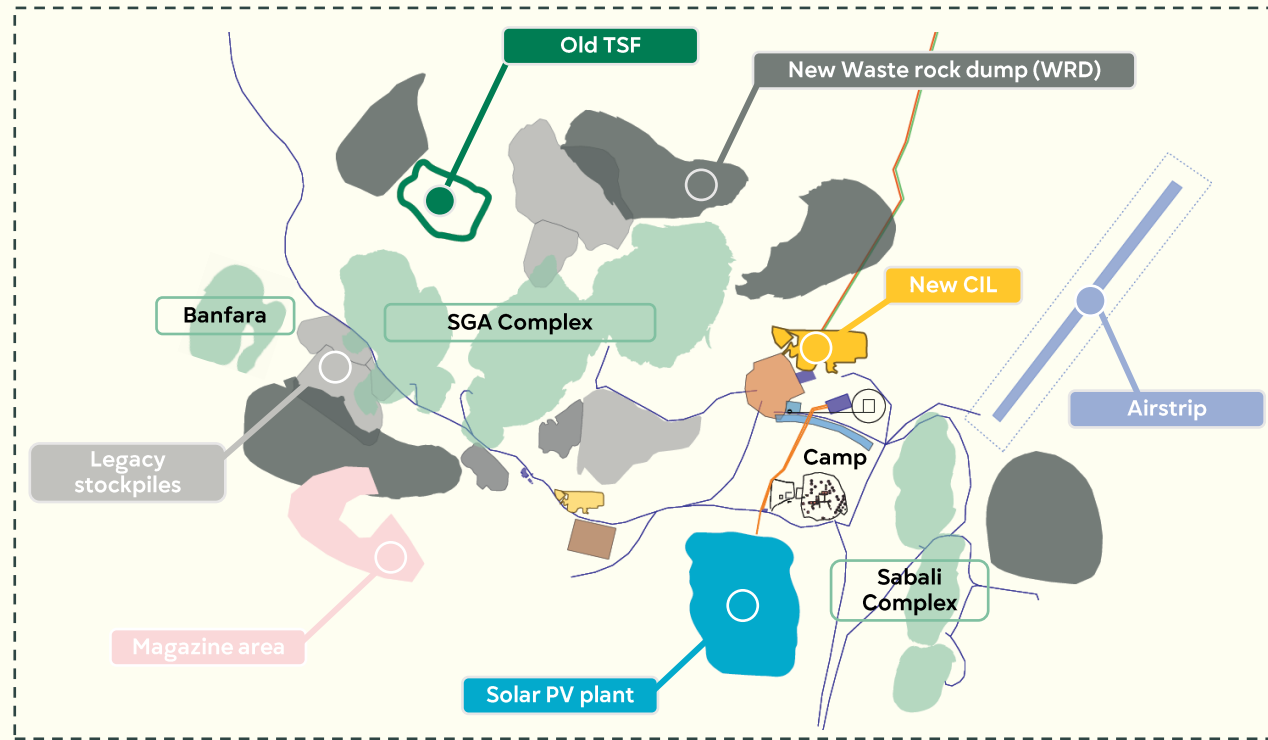 Old TSF
New Waste rock dump (WRD)
New CIL
Banfara
SGA Complex
Airstrip
Legacy
stockpiles
Camp
Sabali
Complex
Magazine area
Solar PV plant